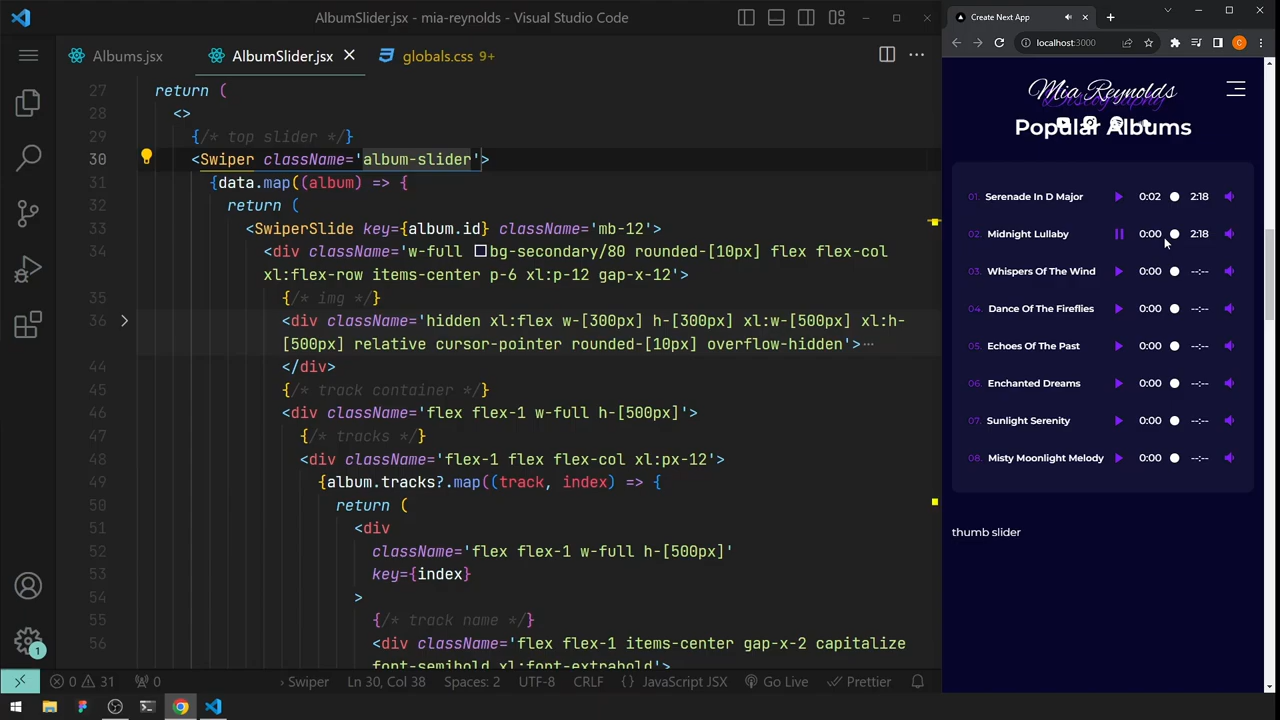 AlbumSlider.jsx - mia-reynolds - Visual Studio Code
Albums.jsx
AlbumSlider.jsx
globals.css 9+
27 return (
28 <>
29 {/* top slider */}
30 <Swiper className='album-slider'>
31 {data.map((album) => {
32 return (
33 <SwiperSlide key={album.id} className='mb-12'>
34 <div className='w-full bg-secondary/80 rounded-[10px] flex flex-col
xl:flex-row items-center p-6 xl:p-12 gap-x-12'>
35 {/* img */}
36 <div className='hidden xl:flex w-[300px] h-[300px] xl:w-[500px] xl:h-
[500px] relative cursor-pointer rounded-[10px] overflow-hidden'>⋯
44 </div>
45 {/* track container */}
46 <div className='flex flex-1 w-full h-[500px]'>
47 {/* tracks */}
48 <div className='flex-1 flex flex-col xl:px-12'>
49 {album.tracks?.map((track, index) => {
50 return (
51 <div
52 className='flex flex-1 w-full h-[500px]'
53 key={index}
54 >
55 {/* track name */}
56 <div className='flex flex-1 items-center gap-x-2 capitalize
font-semibold xl:font-extrabold'>
1
0 31 0
Swiper Ln 30, Col 38 Spaces: 2 UTF-8 CRLF {} JavaScript JSX Go Live Prettier
Create Next App
localhost:3000
C
Mia Reynolds
Discography
Popular Albums
01. Serenade In D Major 0:02 2:18
02. Midnight Lullaby 0:00 2:18
03. Whispers Of The Wind 0:00 --:--
04. Dance Of The Fireflies 0:00 --:--
05. Echoes Of The Past 0:00 --:--
06. Enchanted Dreams 0:00 --:--
07. Sunlight Serenity 0:00 --:--
08. Misty Moonlight Melody 0:00 --:--
thumb slider